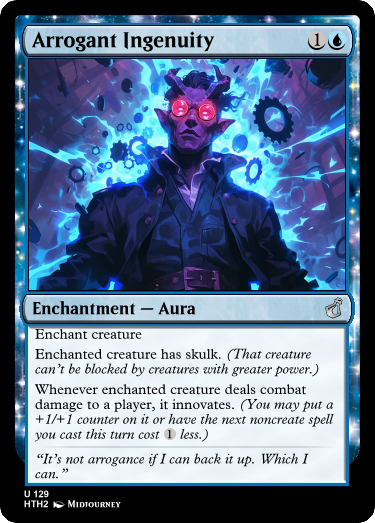 Arrogant Ingenuity 1
Enchantment — Aura
Enchant creature
Enchanted creature has skulk. (That creature
can't be blocked by creatures with greater power.)
Whenever enchanted creature deals combat
damage to a player, it innovates. (You may put a
+1/+1 counter on it or have the next noncreate spell
you cast this turn cost 1 less.)
"It's not arrogance if I can back it up. Which I
can."
U 129
HTH2 Midjourney